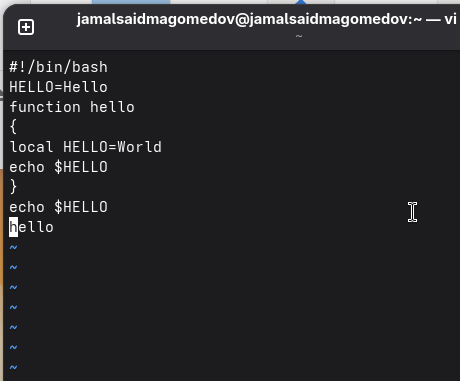 jamalsaidmagomedov@jamalsaidmagomedov:~ — vi
~
#!/bin/bash
HELLO=Hello
function hello
{
local HELLO=World
echo $HELLO
}
echo $HELLO
hello
~
~
~
~
~
~
~